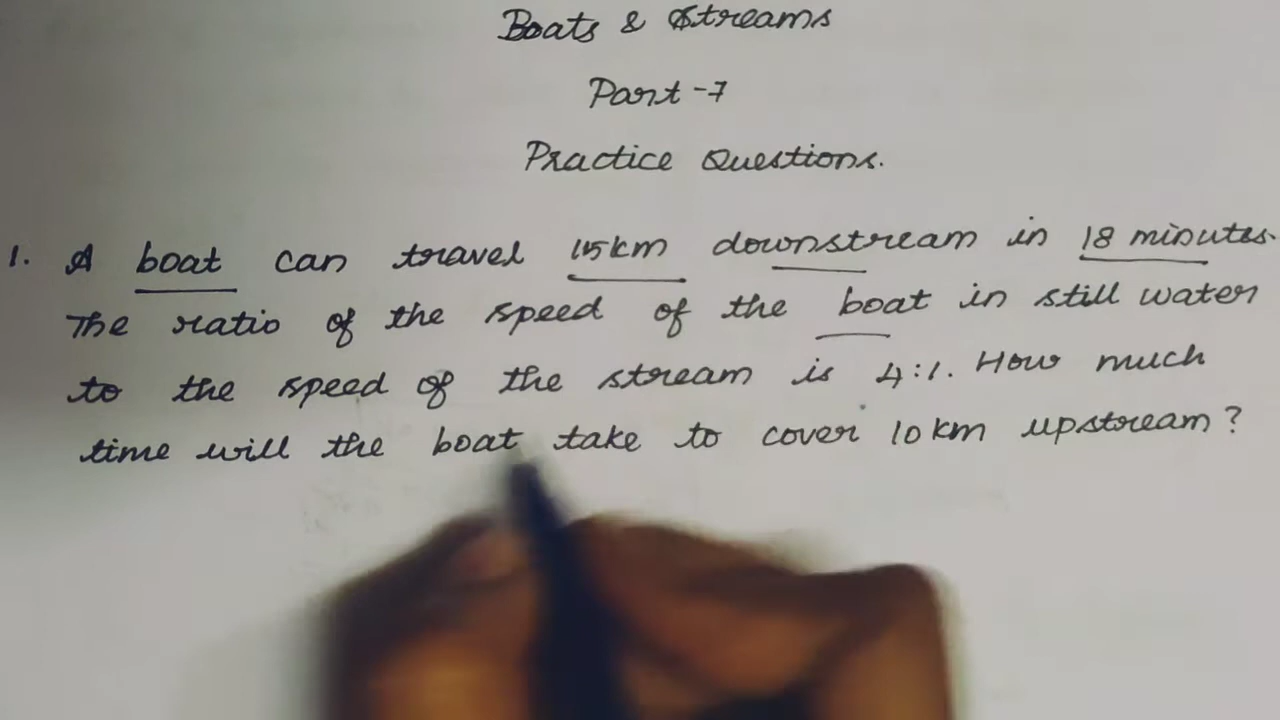 Boats & Streams
Part-7
Practice Questions.
1. A boat can travel 15km downstream in 18 minutes.
The ratio of the speed of the boat in still water
to the speed of the stream is 4:1. How much
time will the boat take to cover 10km upstream?